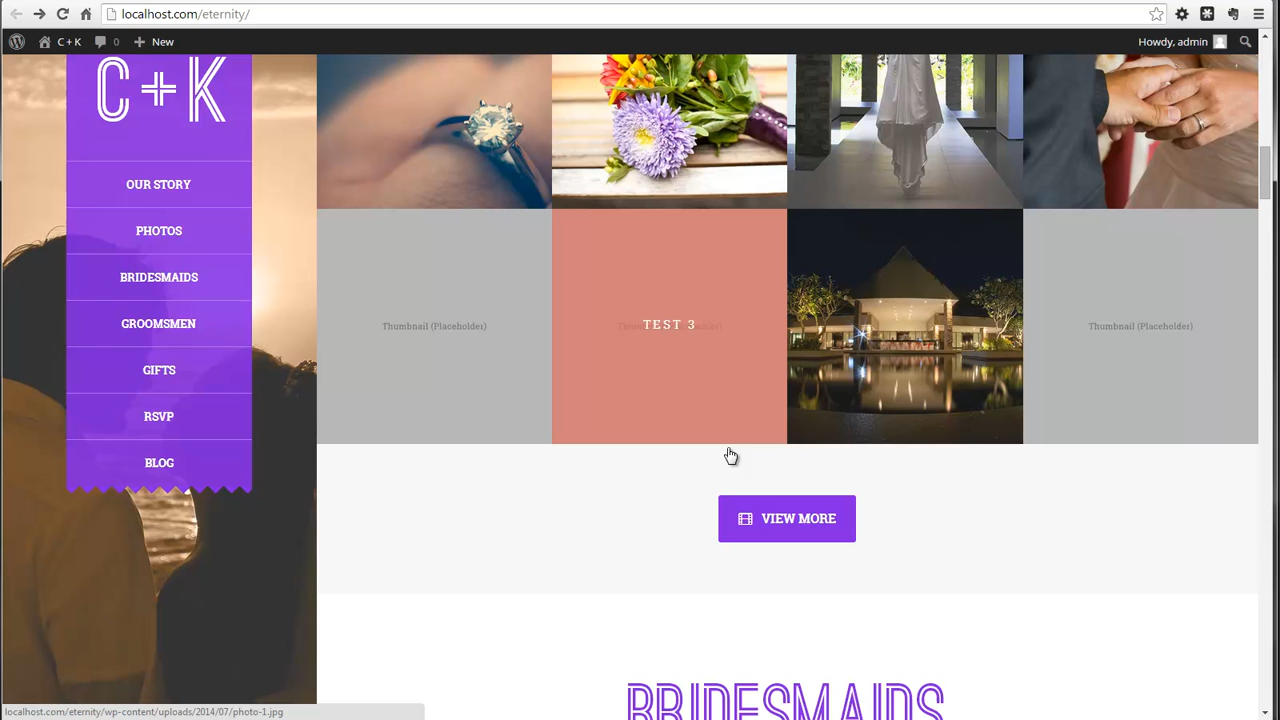 localhost.com/eternity/
C+K
0
New
Howdy, admin
C+K
OUR STORY
PHOTOS
BRIDESMAIDS
GROOMSMEN
GIFTS
RSVP
BLOG
Thumbnail (Placeholder)
TEST 3
Thumbnail (Placeholder)
VIEW MORE
BRIDESMAIDS
localhost.com/eternity/wp-content/uploads/2014/07/photo-1.jpg